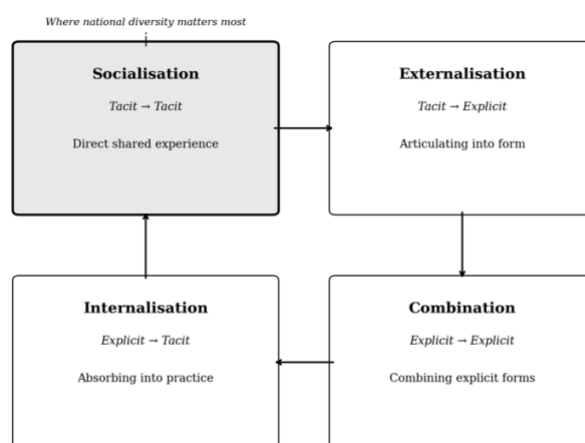 Where national diversity matters most
Socialisation
Tacit → Tacit
Direct shared experience
Externalisation
Tacit → Explicit
Articulating into form
Internalisation
Explicit → Tacit
Absorbing into practice
Combination
Explicit → Explicit
Combining explicit forms